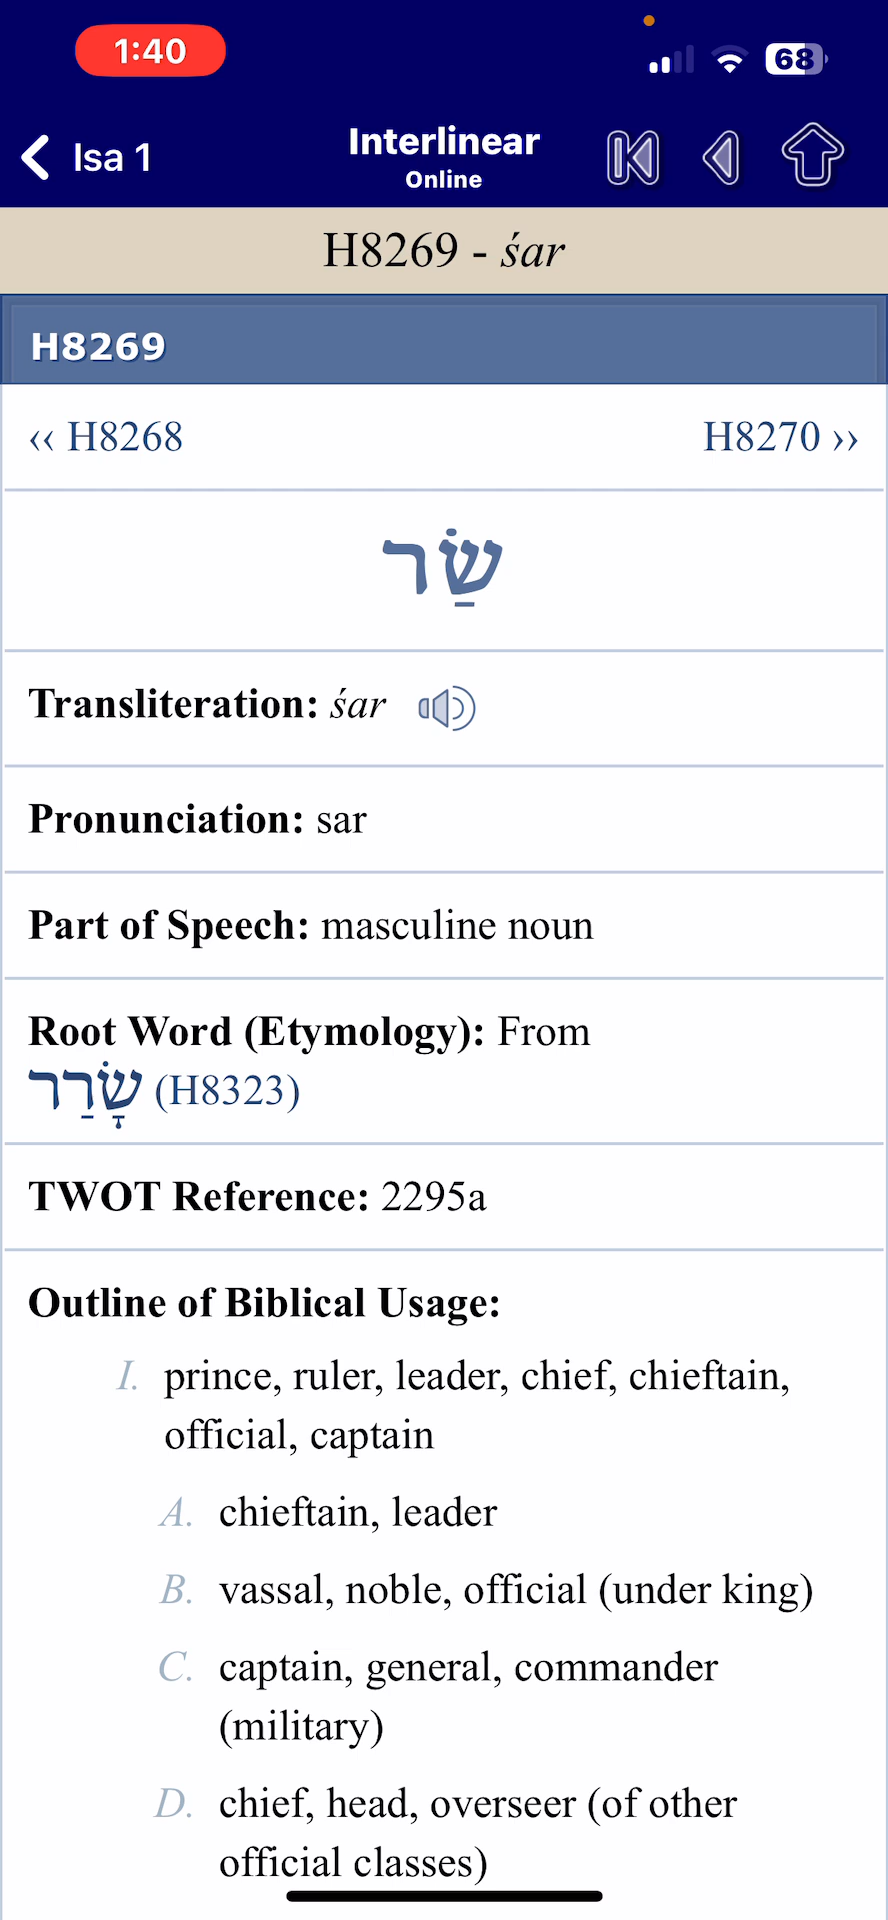 1:40
68
Isa 1
Interlinear
Online
H8269 - śar
H8269
‹‹ H8268
H8270 ››
שַׂר
Transliteration: śar
Pronunciation: sar
Part of Speech: masculine noun
Root Word (Etymology): From
שָׂרַר (H8323)
TWOT Reference: 2295a
Outline of Biblical Usage:
I. prince, ruler, leader, chief, chieftain,
official, captain
A. chieftain, leader
B. vassal, noble, official (under king)
C. captain, general, commander
(military)
D. chief, head, overseer (of other
official classes)